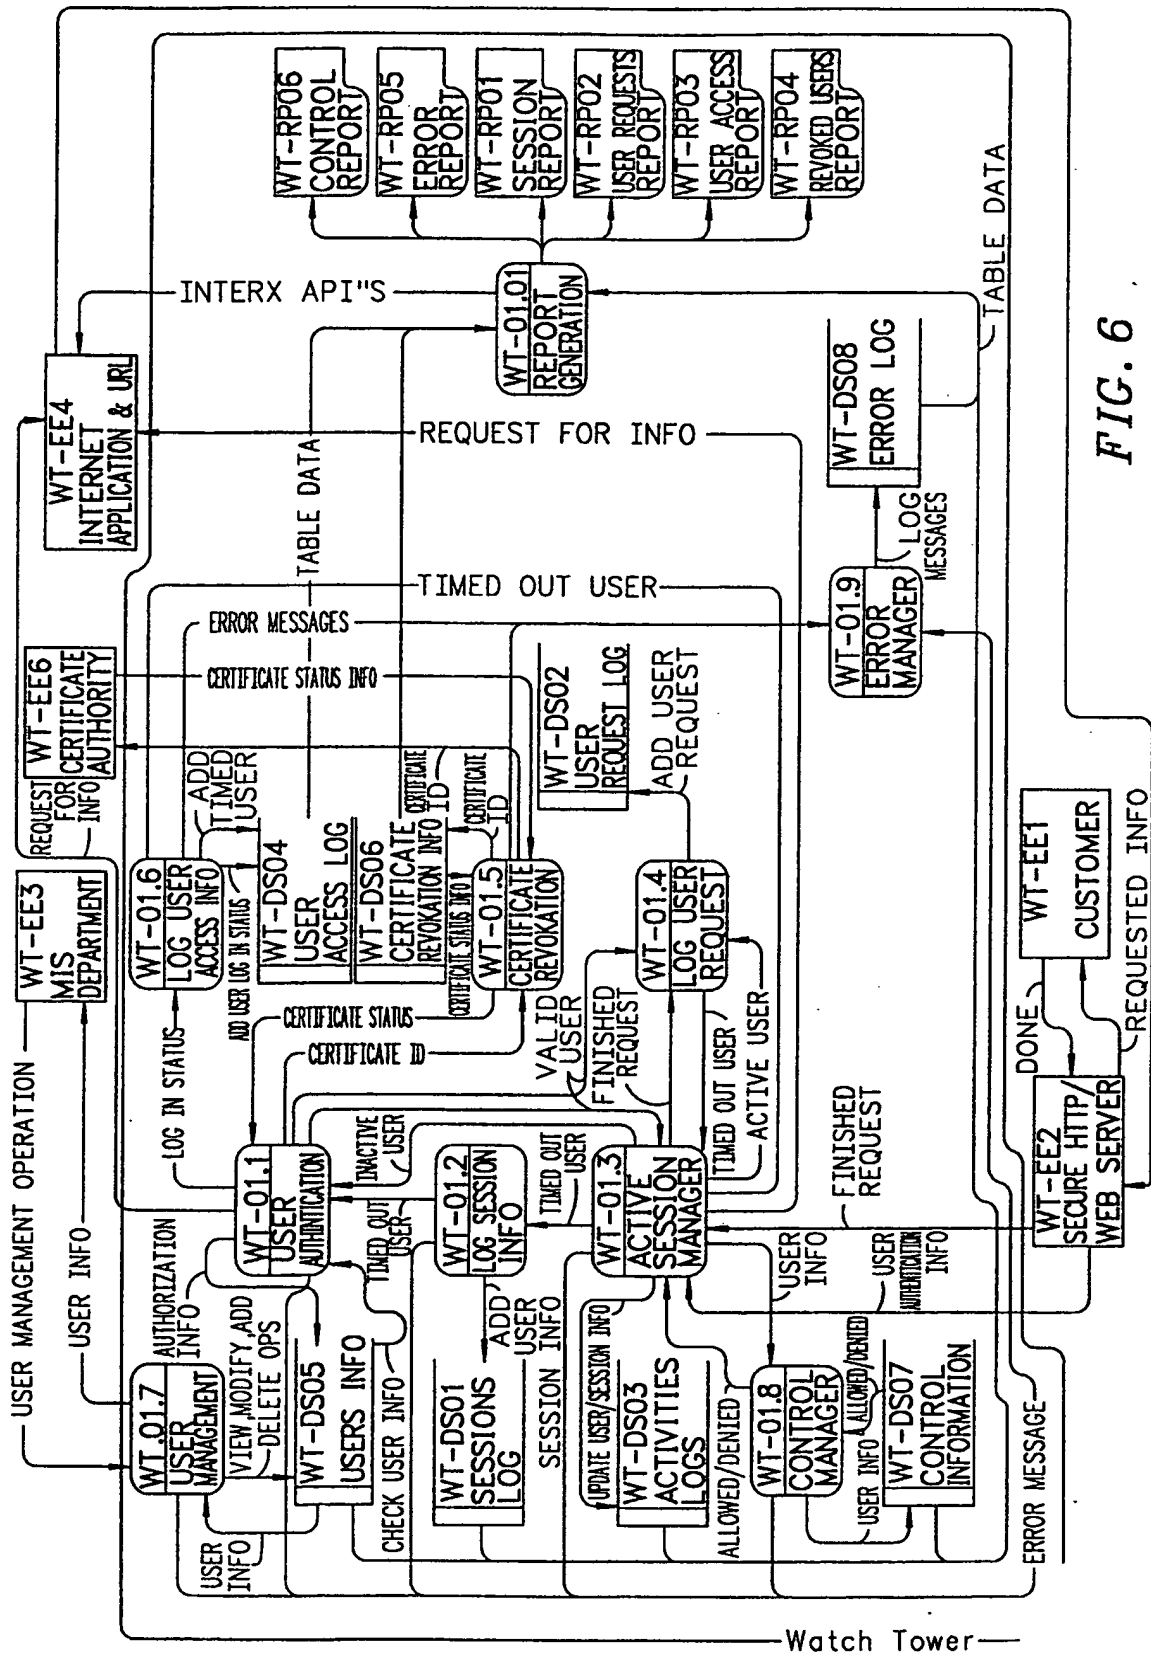 USER MANAGEMENT OPERATION
USER INFO
WT-EE3
MIS
DEPARTMENT
REQUEST
FOR
INFO
WT-EE6
CERTIFICATE
AUTHORITY
WT-EE4
INTERNET
APPLICATION & URL
WT.01.7
USER
MANAGEMENT
AUTHORIZATION
INFO
VIEW,MODIFY,ADD
DELETE OPS
USER
INFO
WT-DS05
USERS INFO
CHECK USER INFO
WT-01.1
USER
AUTHNTICATION
LOG IN STATUS
WT-01.6
LOG USER
ACCESS INFO
ADD
TIMED
USER
ADD USER LOG IN STATUS
WT-DS04
USER
ACCESS LOG
WT-DS06
CERTIFICATE
REVOKATION INFO
CERTIFICATE
ID
CERTIFICATE
ID
CERTIFICATE STATUS INFO
WT-01.5
CERTIFICATE
REVOKATION
CERTIFICATE STATUS
CERTIFICATE ID
ERROR MESSAGES
CERTIFICATE STATUS INFO
TIMED OUT USER
TABLE DATA
REQUEST FOR INFO
INTERX API"S
WT-01.01
REPORT
GENERATION
WT-RP06
CONTROL
REPORT
WT-RP05
ERROR
REPORT
WT-RP01
SESSION
REPORT
WT-RP02
USER REQUESTS
REPORT
WT-RP03
USER ACCESS
REPORT
WT-RP04
REVOKED USERS
REPORT
WT-DS01
SESSIONS
LOG
ADD
USER
INFO
SESSION INFO
TIMED OUT
USER
WT-01.2
LOG SESSION
INFO
INACTIVE
USER
TIMED OUT
USER
VALID
USER
FINISHED
REQUEST
WT-01.3
ACTIVE
SESSION
MANAGER
UPDATE USER/SESSION INFO
WT-DS03
ACTIVITIES
LOGS
ALLOWED/DENIED
WT-01.4
LOG USER
REQUEST
TIMED OUT USER
ACTIVE USER
WT-DS02
USER
REQUEST LOG
ADD USER
REQUEST
WT-01.8
CONTROL
MANAGER
USER
INFO
USER INFO
ALLOWED/DENIED
WT-DS07
CONTROL
INFORMATION
USER
AUTHENTICATION
INFO
FINISHED
REQUEST
WT-01.9
ERROR
MANAGER
LOG
MESSAGES
WT-DS08
ERROR LOG
TABLE DATA
ERROR MESSAGE
WT-EE2
SECURE HTTP/
WEB SERVER
DONE
WT-EE1
CUSTOMER
REQUESTED INFO
Watch Tower
FIG. 6